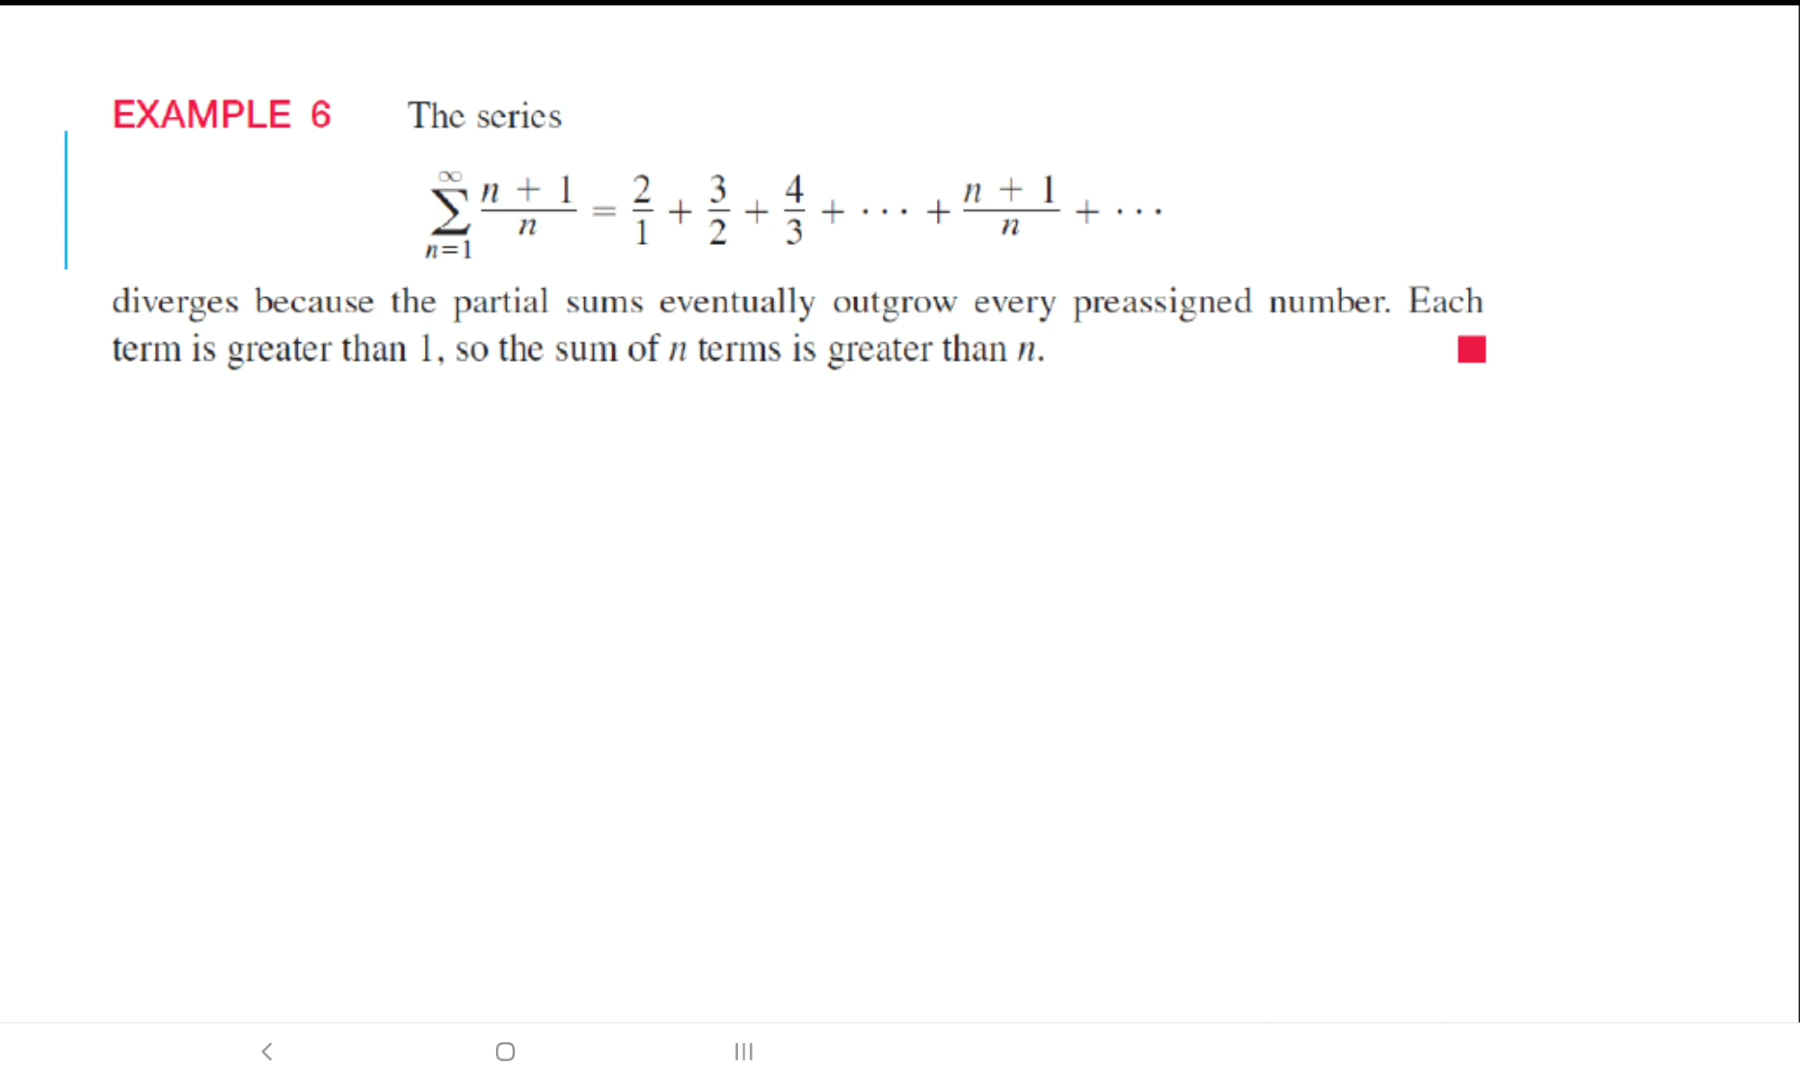 EXAMPLE 6 The series
∞ ∑ n=1 (n + 1)/n = 2/1 + 3/2 + 4/3 + · · · + (n + 1)/n + · · ·
diverges because the partial sums eventually outgrow every preassigned number. Each
term is greater than 1, so the sum of n terms is greater than n.